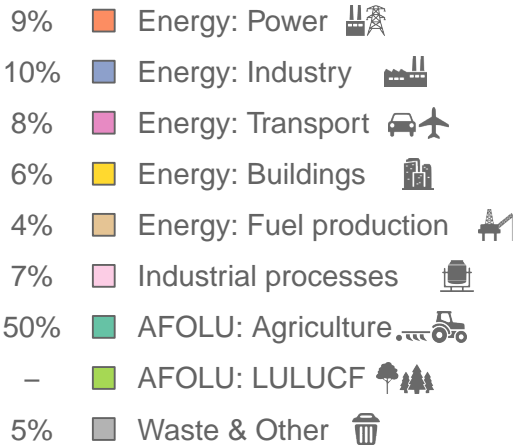 9% Energy: Power
10% Energy: Industry
8% Energy: Transport
6% Energy: Buildings
4% Energy: Fuel production
7% Industrial processes
50% AFOLU: Agriculture
– AFOLU: LULUCF
5% Waste & Other